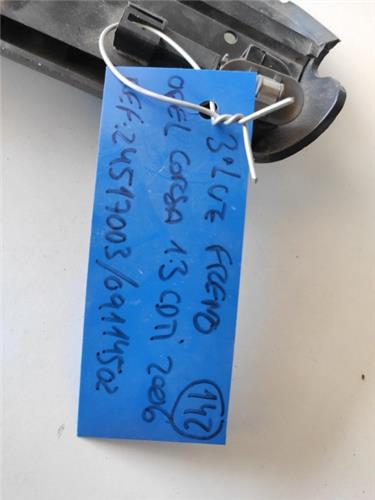 3ª LUZ FRENO
OPEL CORSA 1.3 CDTI 2006
REF: 24517003/09114502
142